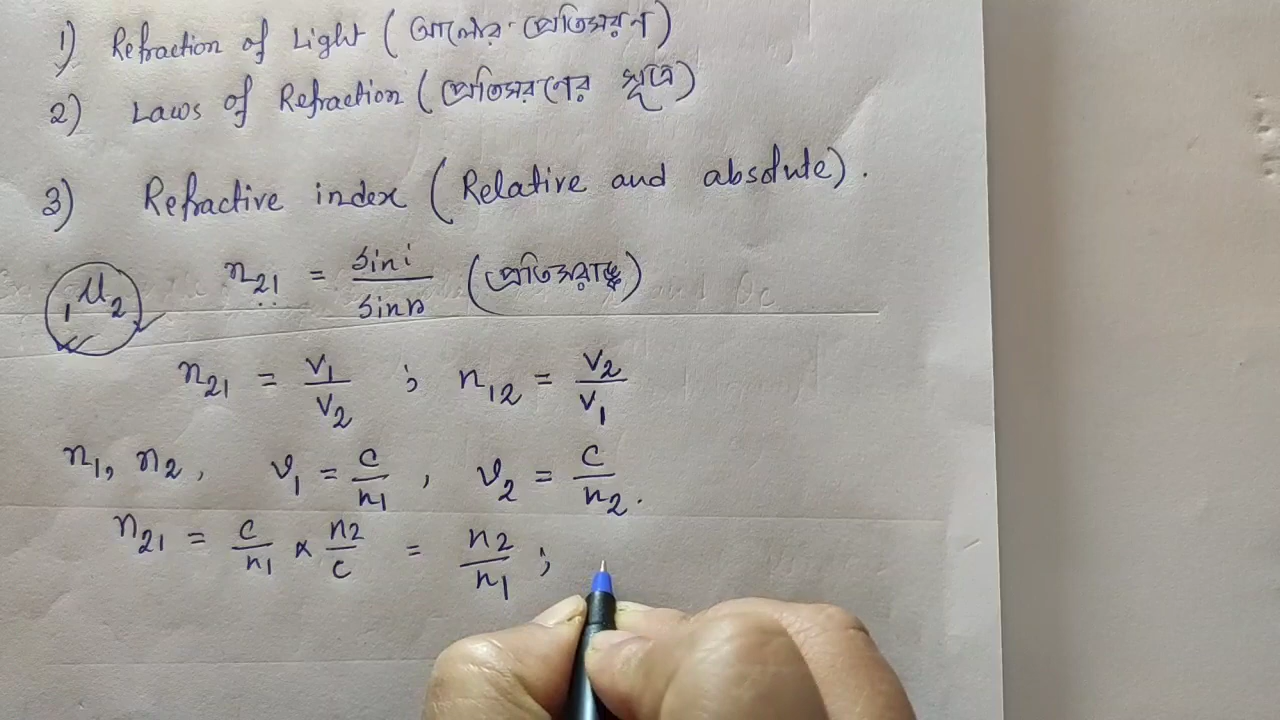 1) Refraction of Light (আলোর প্রতিসরণ)
2) Laws of Refraction (প্রতিসরণের সূত্র)
3) Refractive index (Relative and absolute).
₁μ₂ n₂₁ = sini/sinr (প্রতিসরাঙ্ক)
n₂₁ = v₁/v₂ ; n₁₂ = v₂/v₁
n₁, n₂, v₁ = c/n₁ , v₂ = c/n₂.
n₂₁ = c/n₁ × n₂/c = n₂/n₁ ;